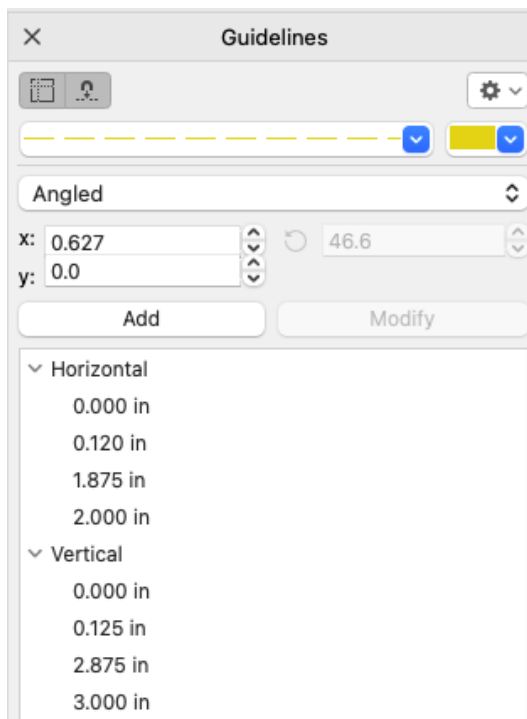 Guidelines
Angled
x: 0.627 46.6
y: 0.0
Add Modify
Horizontal
0.000 in
0.120 in
1.875 in
2.000 in
Vertical
0.000 in
0.125 in
2.875 in
3.000 in